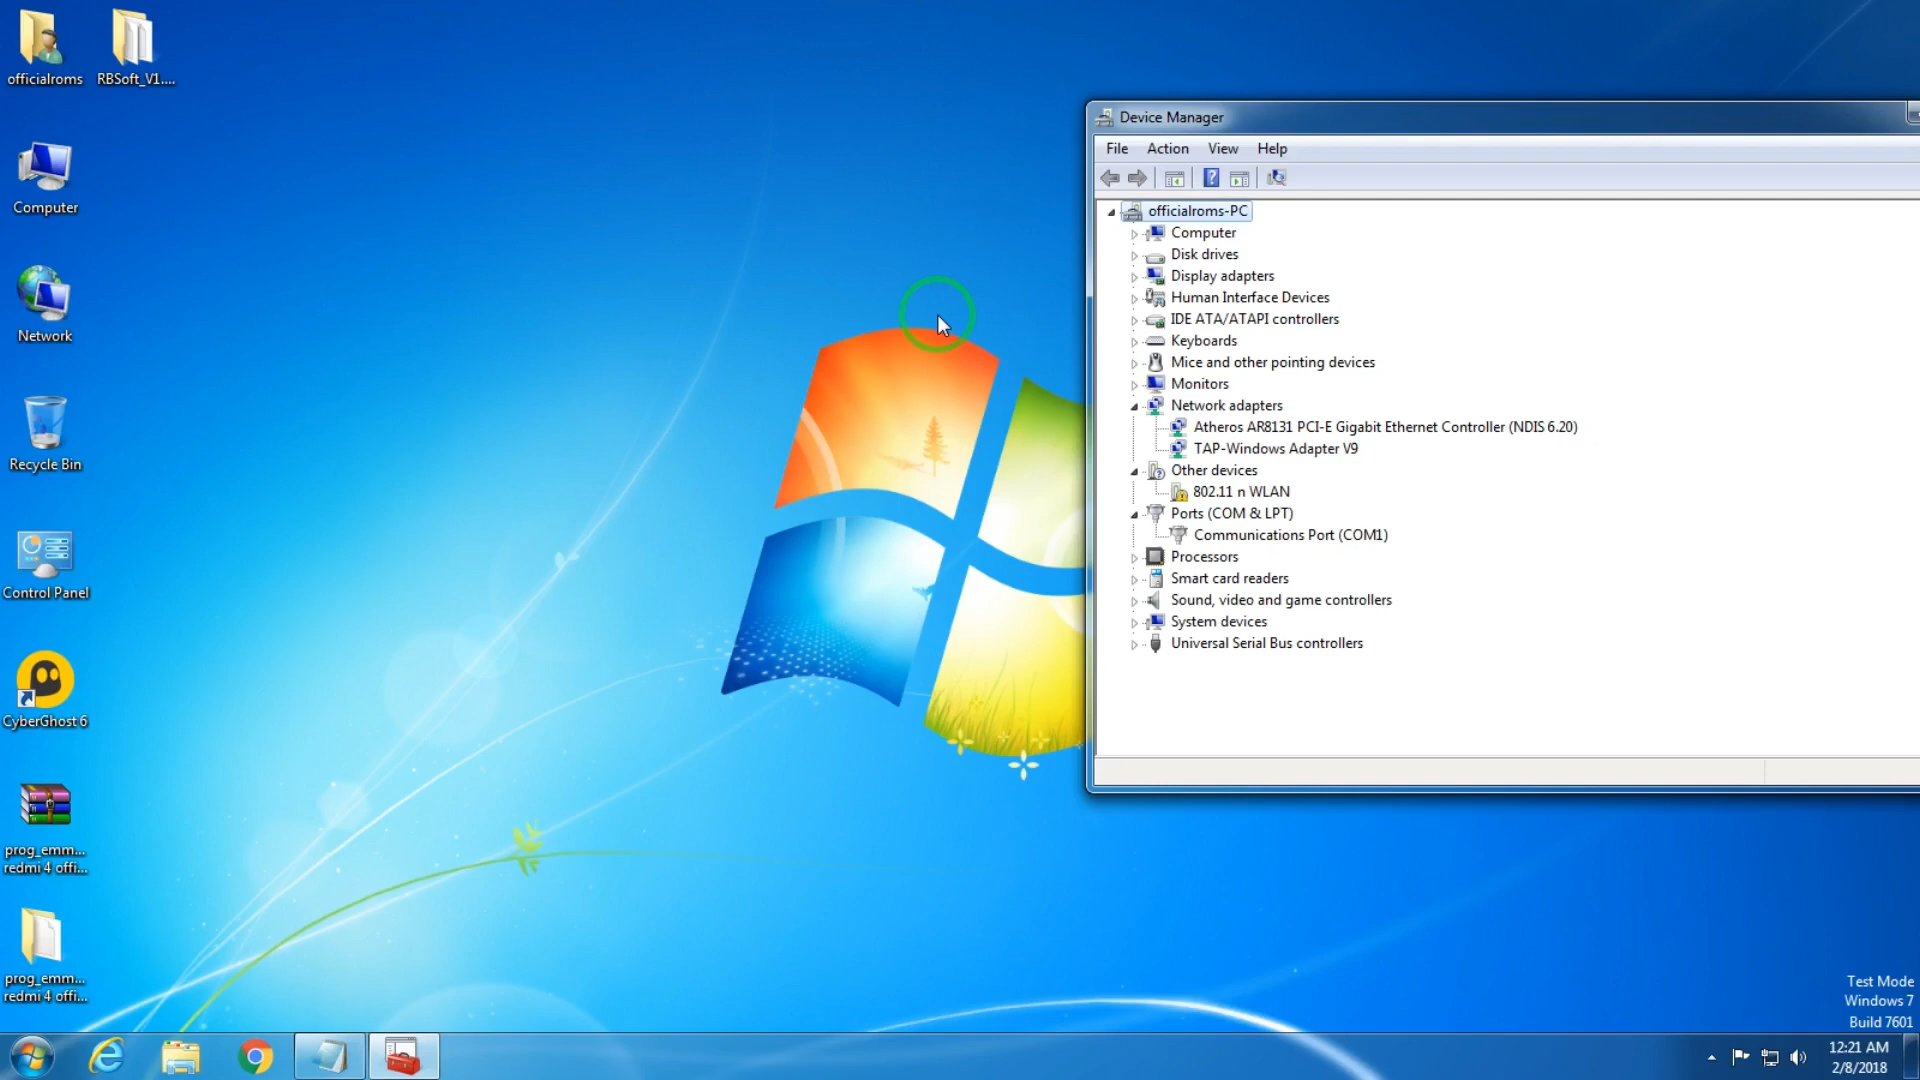 officialroms
RBSoft_V1....
Computer
Network
Recycle Bin
Control Panel
CyberGhost 6
prog_emm...
redmi 4 offi...
prog_emm...
redmi 4 offi...
Device Manager
File Action View Help
officialroms-PC
Computer
Disk drives
Display adapters
Human Interface Devices
IDE ATA/ATAPI controllers
Keyboards
Mice and other pointing devices
Monitors
Network adapters
Atheros AR8131 PCI-E Gigabit Ethernet Controller (NDIS 6.20)
TAP-Windows Adapter V9
Other devices
802.11 n WLAN
Ports (COM & LPT)
Communications Port (COM1)
Processors
Smart card readers
Sound, video and game controllers
System devices
Universal Serial Bus controllers
Test Mode
Windows 7
Build 7601
12:21 AM
2/8/2018